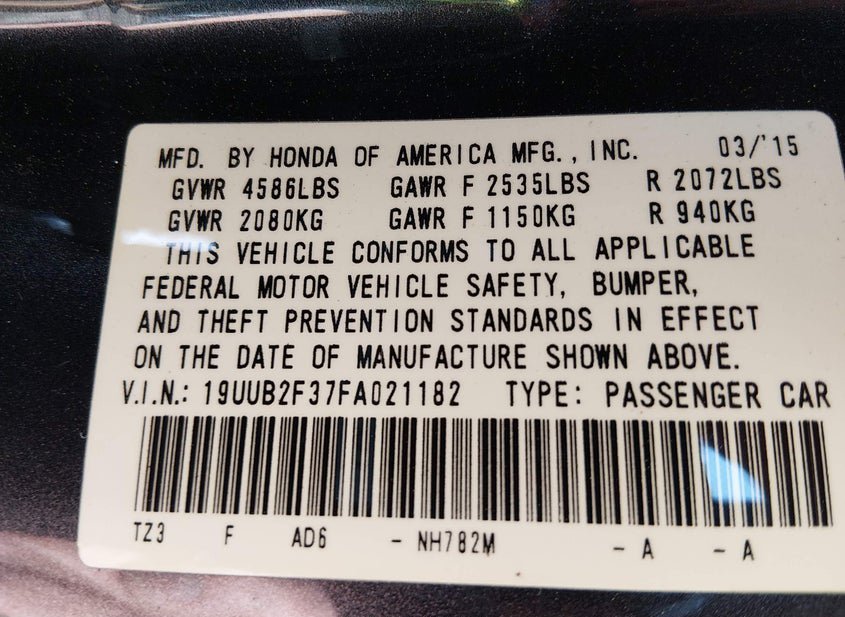 MFD. BY HONDA OF AMERICA MFG., INC. 03/'15
GVWR 4586LBS GAWR F 2535LBS R 2072LBS
GVWR 2080KG GAWR F 1150KG R 940KG
THIS VEHICLE CONFORMS TO ALL APPLICABLE
FEDERAL MOTOR VEHICLE SAFETY, BUMPER,
AND THEFT PREVENTION STANDARDS IN EFFECT
ON THE DATE OF MANUFACTURE SHOWN ABOVE.
V.I.N.: 19UUB2F37FA021182 TYPE: PASSENGER CAR
TZ3 F AD6 - NH782M - A - A